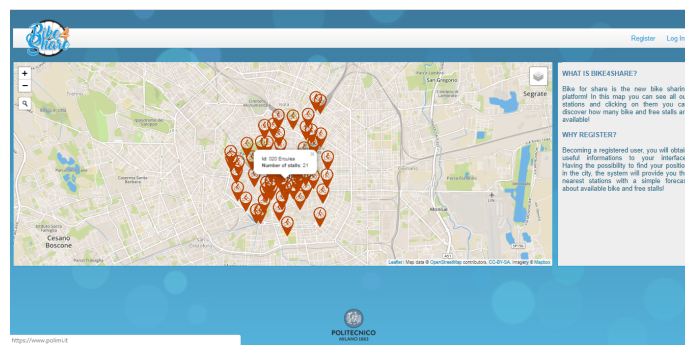 Bike 4
Share
Register Log In
+
−
San Gregorio
Segrate
WHAT IS BIKE4SHARE?
Bike for share is the new bike sharin
platform! In this map you can see all ou
stations and clicking on them you ca
discover how many bike and free stalls ar
available!
WHY REGISTER?
Becoming a registered user, you will obtai
useful informations to your interface
Having the possibility to find your positio
in the city, the system will provide you th
nearest stations with a simple forecas
about available bike and free stalls!
Number of stalls: 21
Cesano
Boscone
Leaflet | Map data © OpenStreetMap contributors, CC-BY-SA, Imagery © Mapbox
POLITECNICO
MILANO 1863
https://www.polimi.it